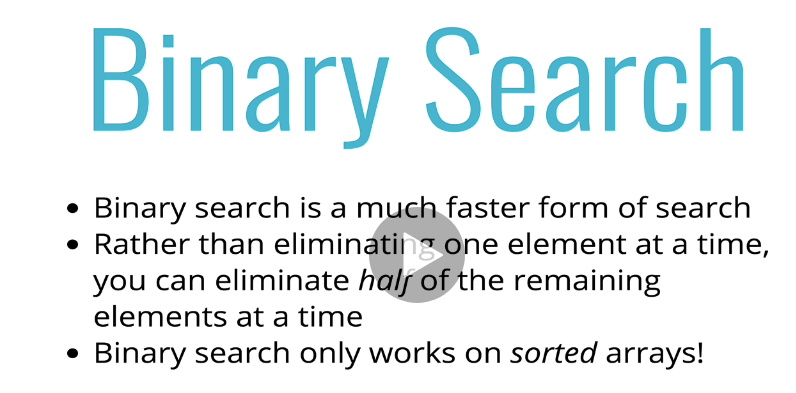 Binary Search
• Binary search is a much faster form of search
• Rather than eliminating one element at a time,
you can eliminate half of the remaining
elements at a time
• Binary search only works on sorted arrays!